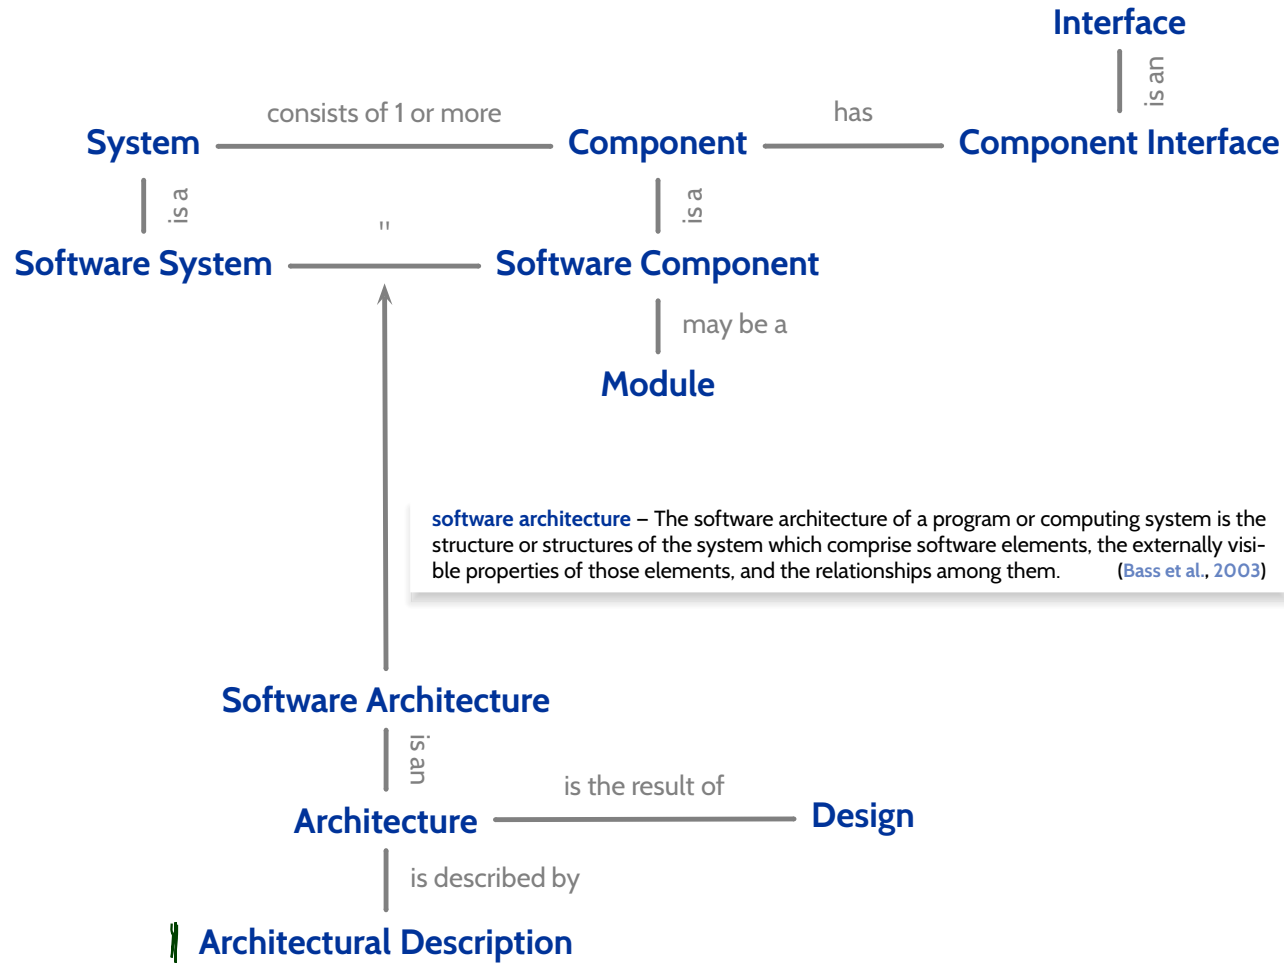 Interface
is an
consists of 1 or more
has
System
Component
Component Interface
is a
is a
"
Software System
Software Component
may be a
Module
software architecture – The software architecture of a program or computing system is the
structure or structures of the system which comprise software elements, the externally visi-
ble properties of those elements, and the relationships among them. (Bass et al., 2003)
Software Architecture
is an
is the result of
Architecture
Design
is described by
Architectural Description